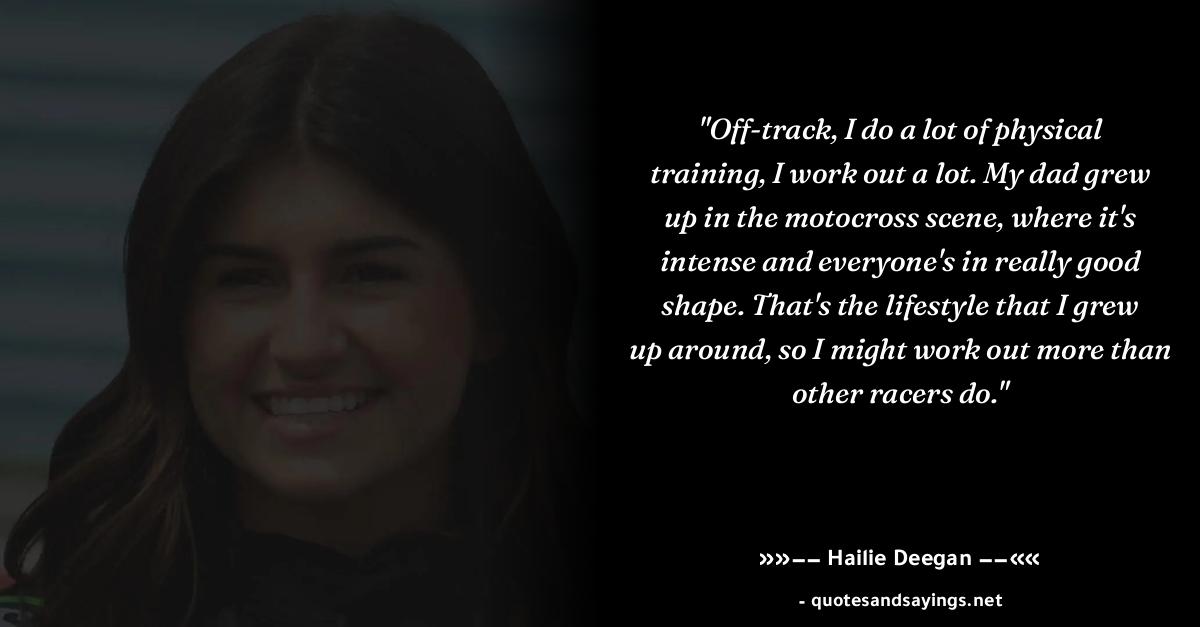 "Off-track, I do a lot of physical
training, I work out a lot. My dad grew
up in the motocross scene, where it's
intense and everyone's in really good
shape. That's the lifestyle that I grew
up around, so I might work out more than
other racers do."
»»−− Hailie Deegan −−««
- quotesandsayings.net